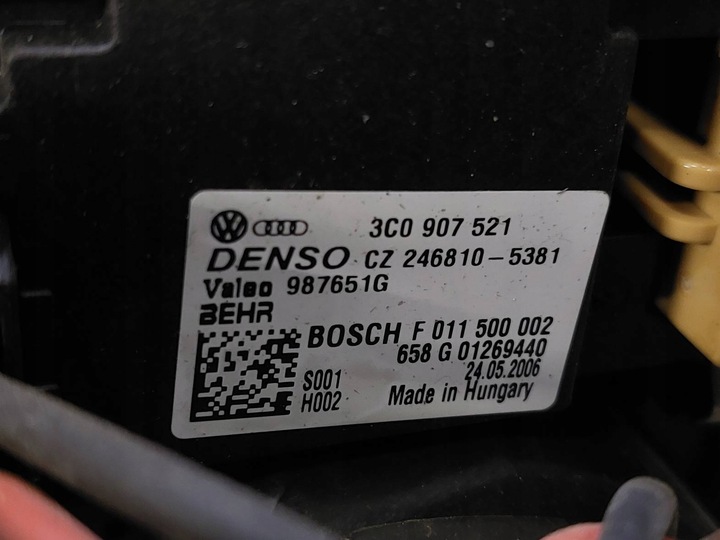 3C0 907 521
DENSO CZ 246810-5381
Valeo 987651G
BEHR
BOSCH F 011 500 002
658 G 01269440
24.05.2006
S001
H002
Made in Hungary